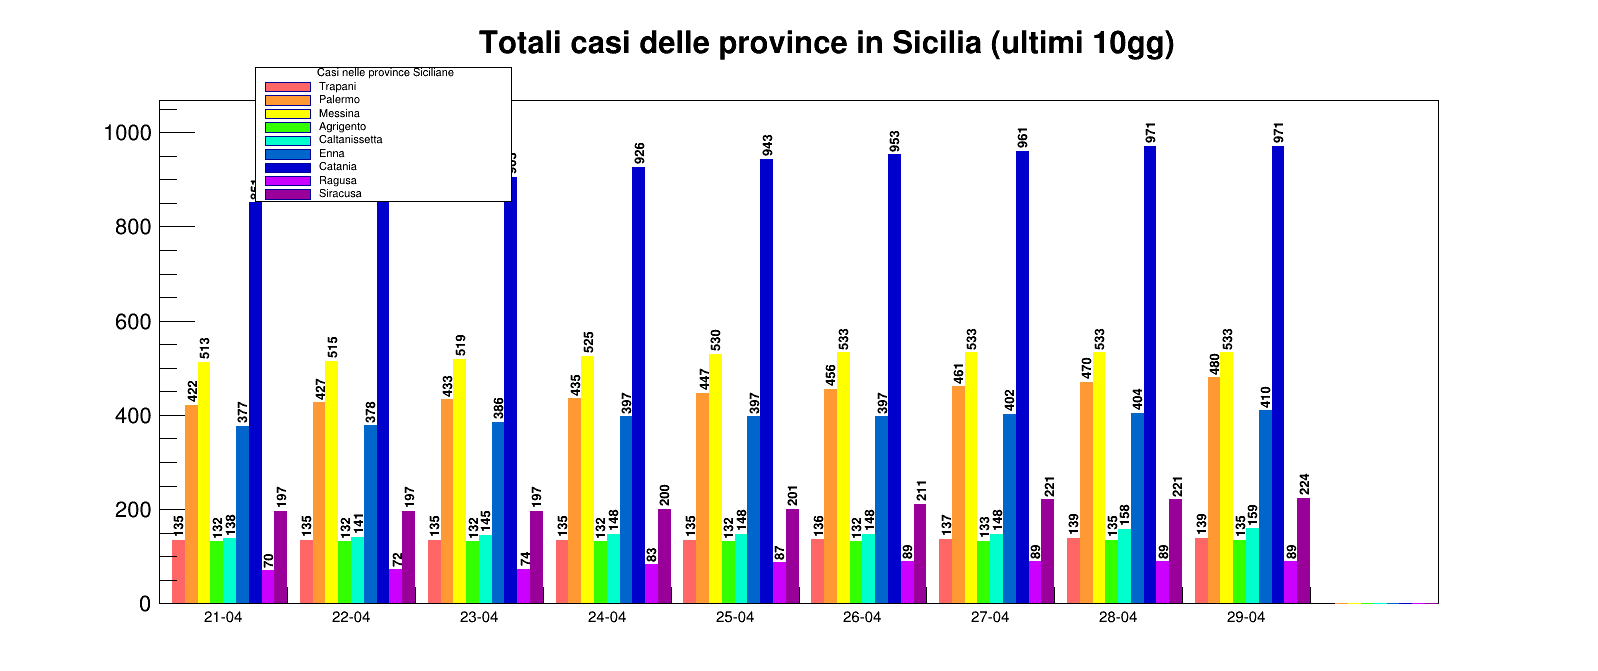 Totali casi delle province in Sicilia (ultimi 10gg)
Casi nelle province Siciliane
Trapani
Palermo
Messina
Agrigento
Caltanissetta
Enna
Catania
Ragusa
Siracusa
1000
800
600
400
200
0
135 422 513 132 138 377 70 197
135 427 515 132 141 378 72 197
135 433 519 132 145 386 74 197
135 435 525 132 148 397 926 83 200
135 447 530 132 148 397 943 87 201
136 456 533 132 148 397 953 89 211
137 461 533 133 148 402 961 89 221
139 470 533 135 158 404 971 89 221
139 480 533 135 159 410 971 89 224
21-04 22-04 23-04 24-04 25-04 26-04 27-04 28-04 29-04